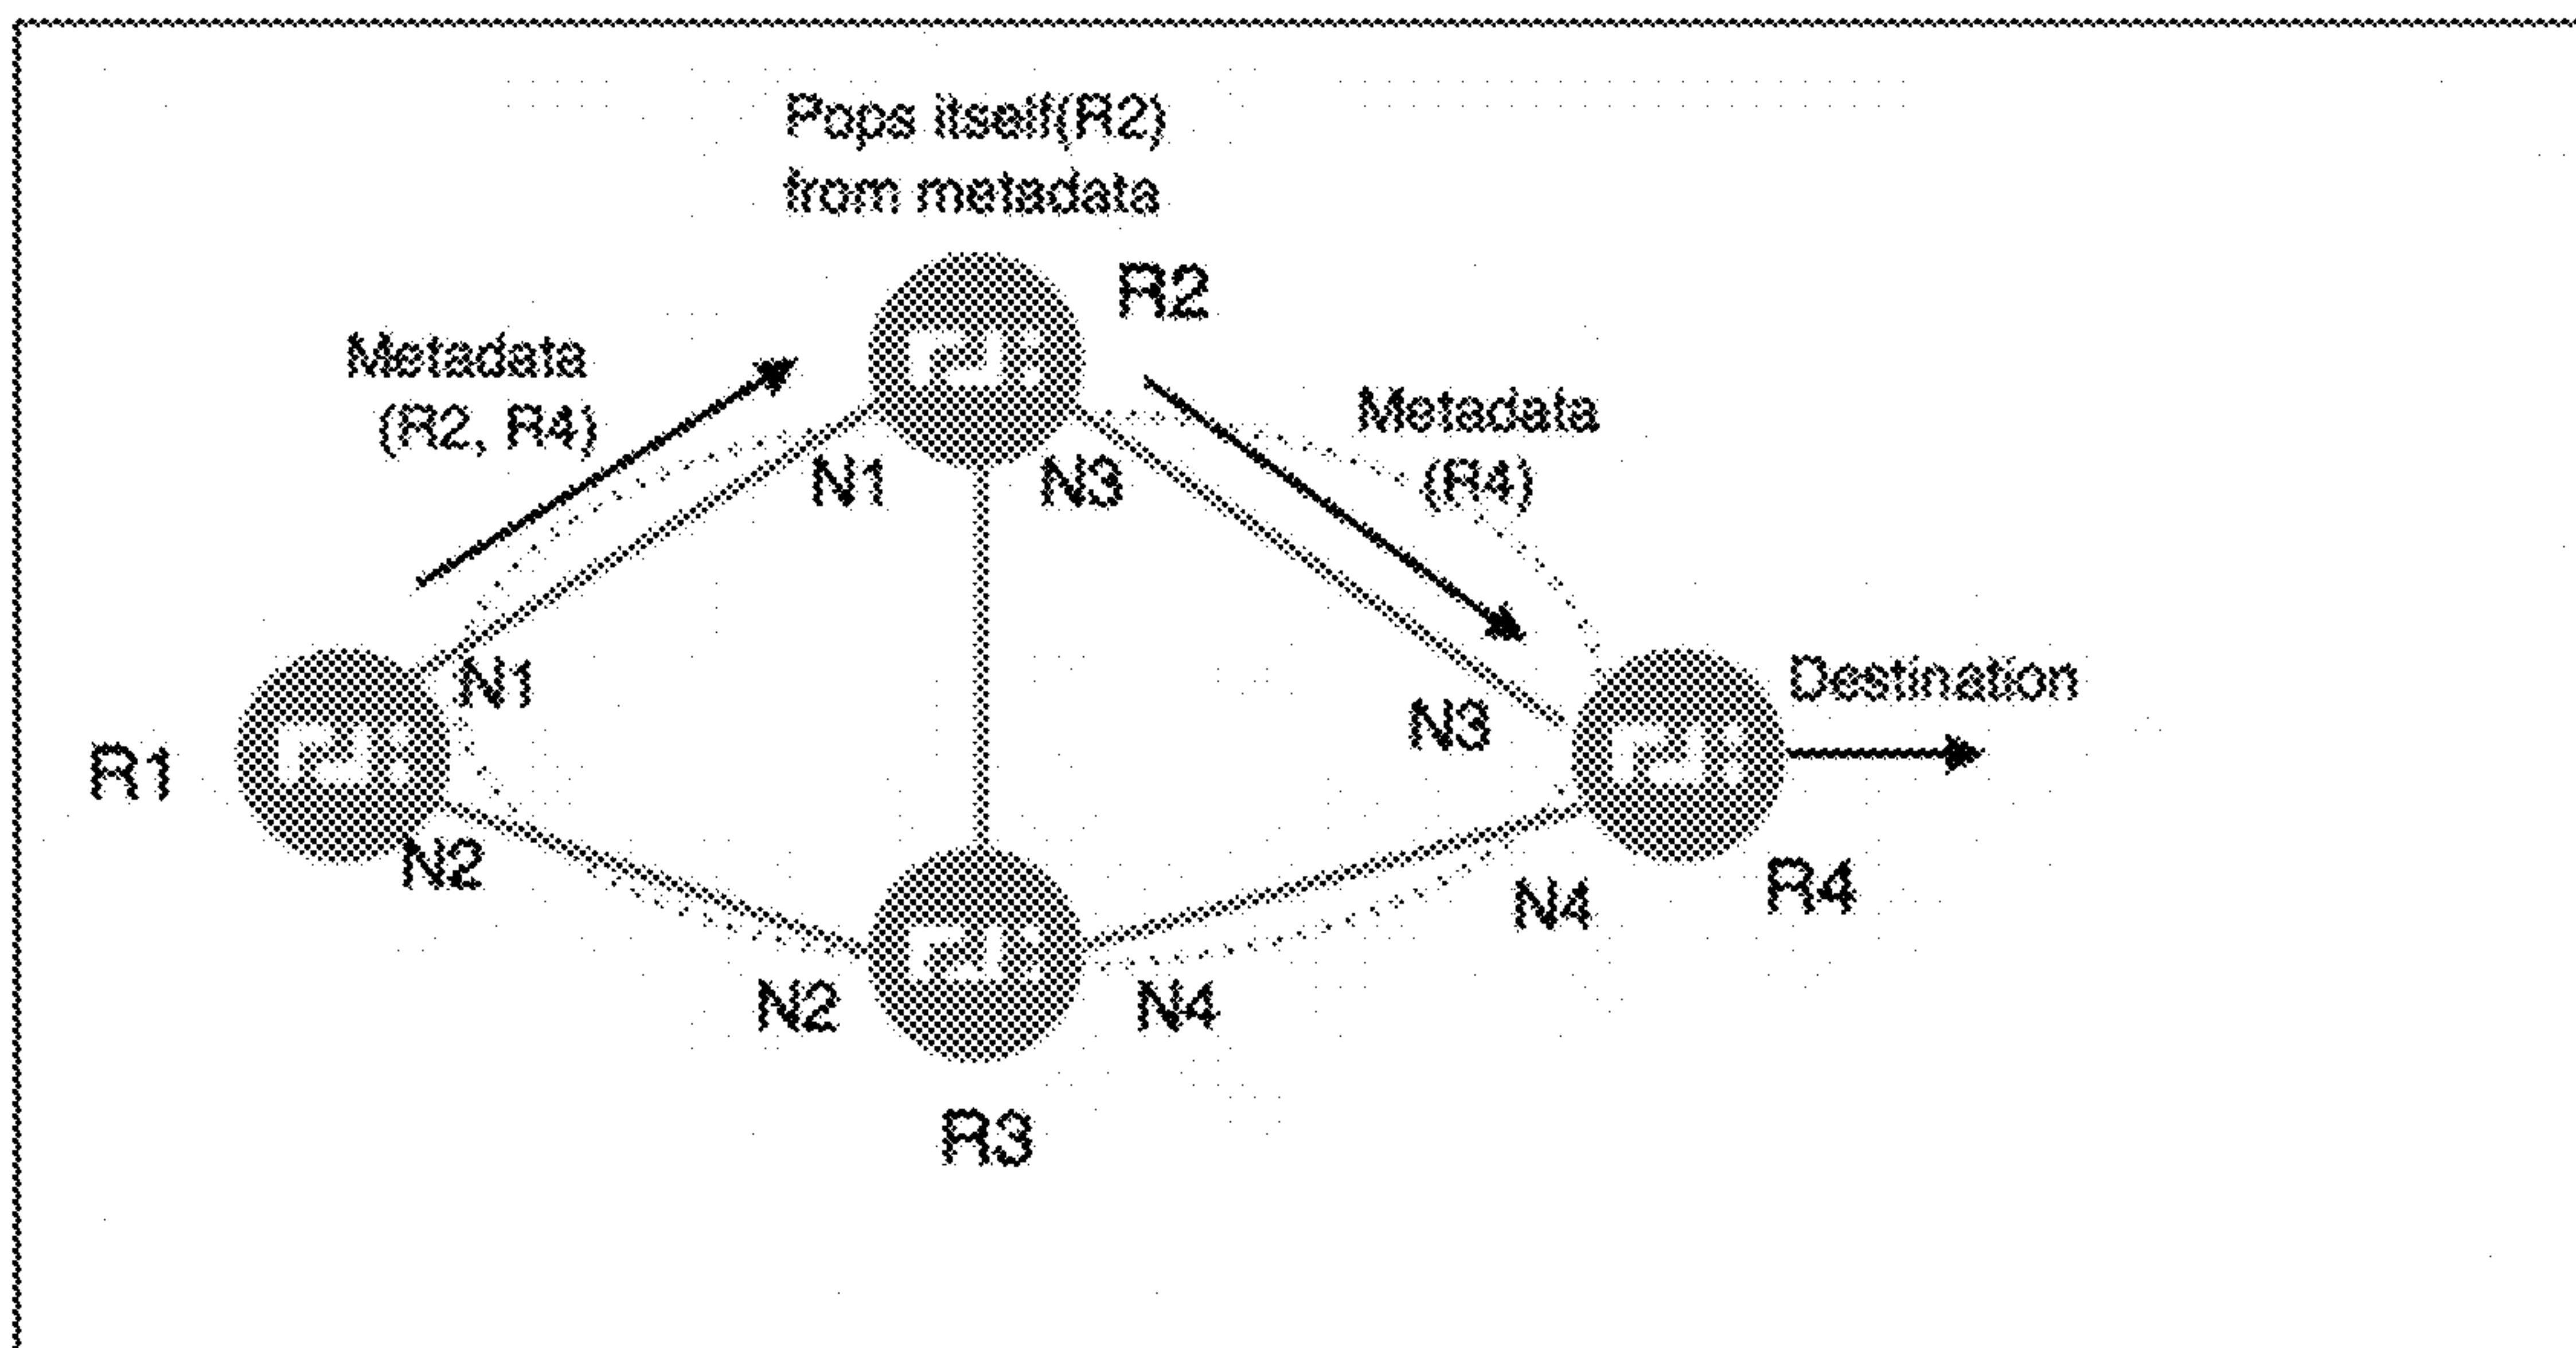 Pops itself(R2)
from metadata
R2
Metadata
(R2, R4)
Metadata
(R4)
N1
N3
N1
Destination
N3
R1
N2
N4
R4
N2
N4
R3